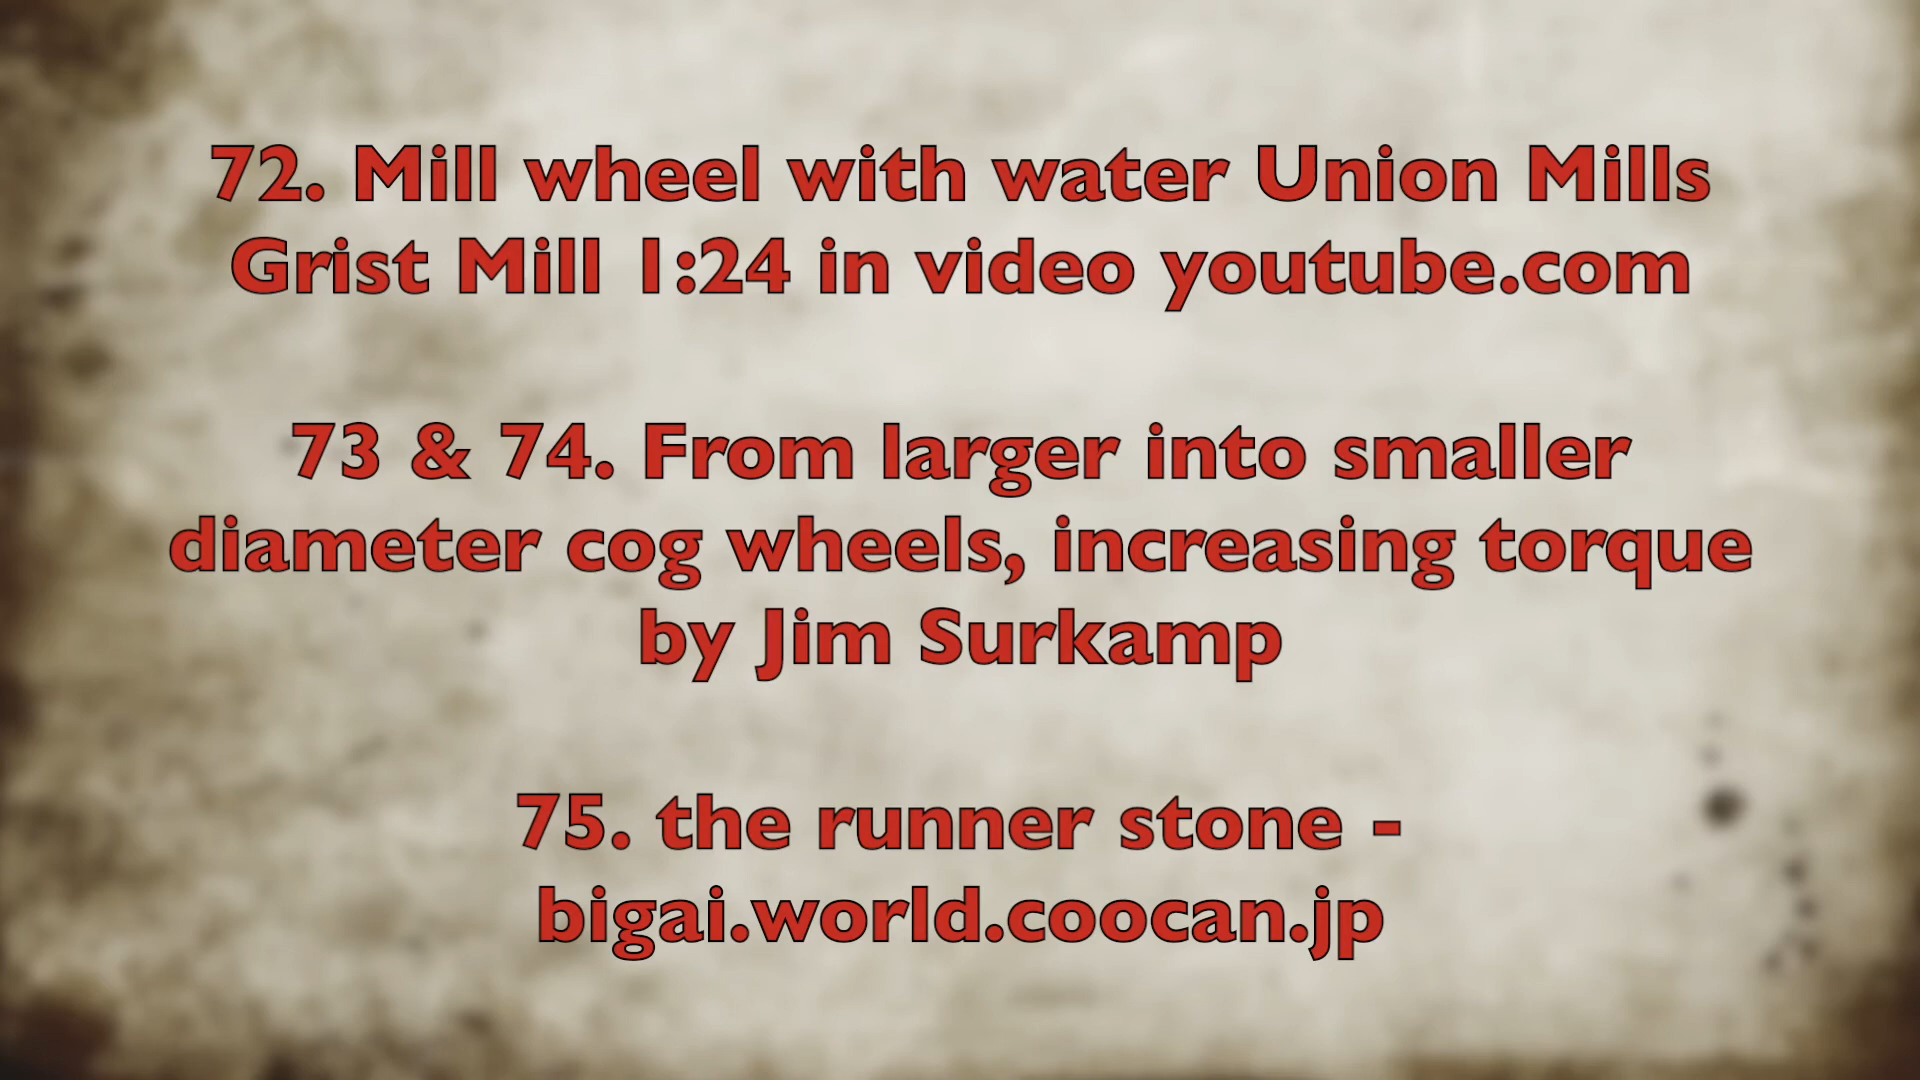 72. Mill wheel with water Union Mills
Grist Mill 1:24 in video youtube.com
73 & 74. From larger into smaller
diameter cog wheels, increasing torque
by Jim Surkamp
75. the runner stone -
bigai.world.coocan.jp